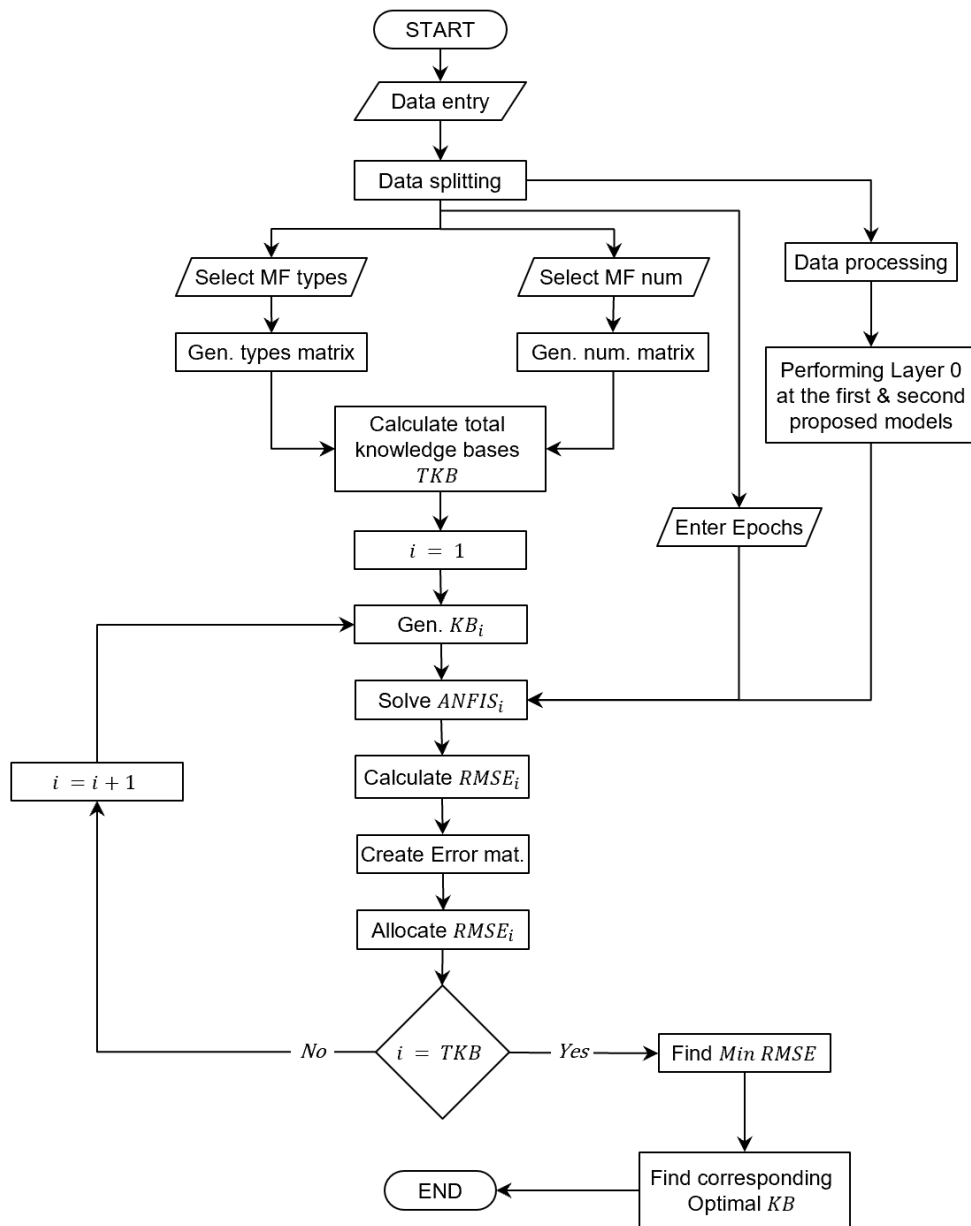 START
Data entry
Data splitting
Select MF types
Select MF num
Data processing
Gen. types matrix
Gen. num. matrix
Performing Layer 0
at the first & second
proposed models
Calculate total
knowledge bases
TKB
Enter Epochs
i = 1
Gen. KB_i
Solve ANFIS_i
i = i + 1
Calculate RMSE_i
Create Error mat.
Allocate RMSE_i
No
i = TKB
Yes
Find Min RMSE
END
Find corresponding
Optimal KB